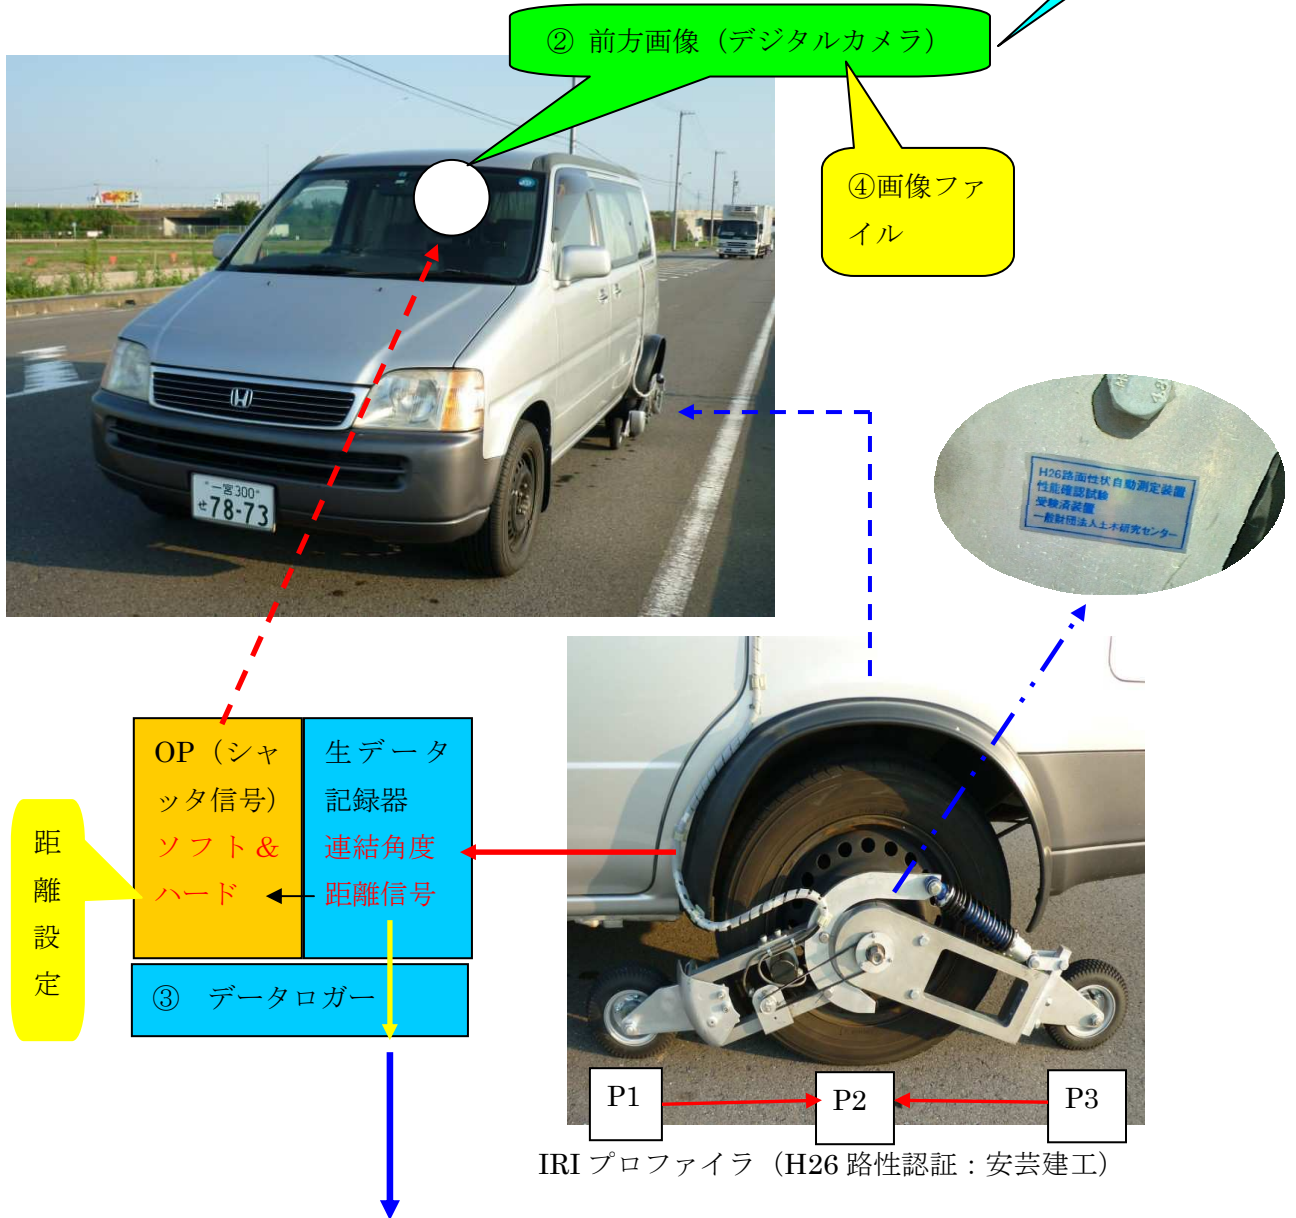 ② 前方画像（デジタルカメラ）
④画像ファ
イル
一宮300
せ 78-73
H26路面性状自動測定装置
性能確認試験
受験済装置
一般財団法人土木研究センター
OP（シャ
ッタ信号）
ソフト＆
ハード
生データ
記録器
連結角度
距離信号
距
離
設
定
③　データロガー
P1
P2
P3
IRI プロファイラ（H26 路性認証：安芸建工）